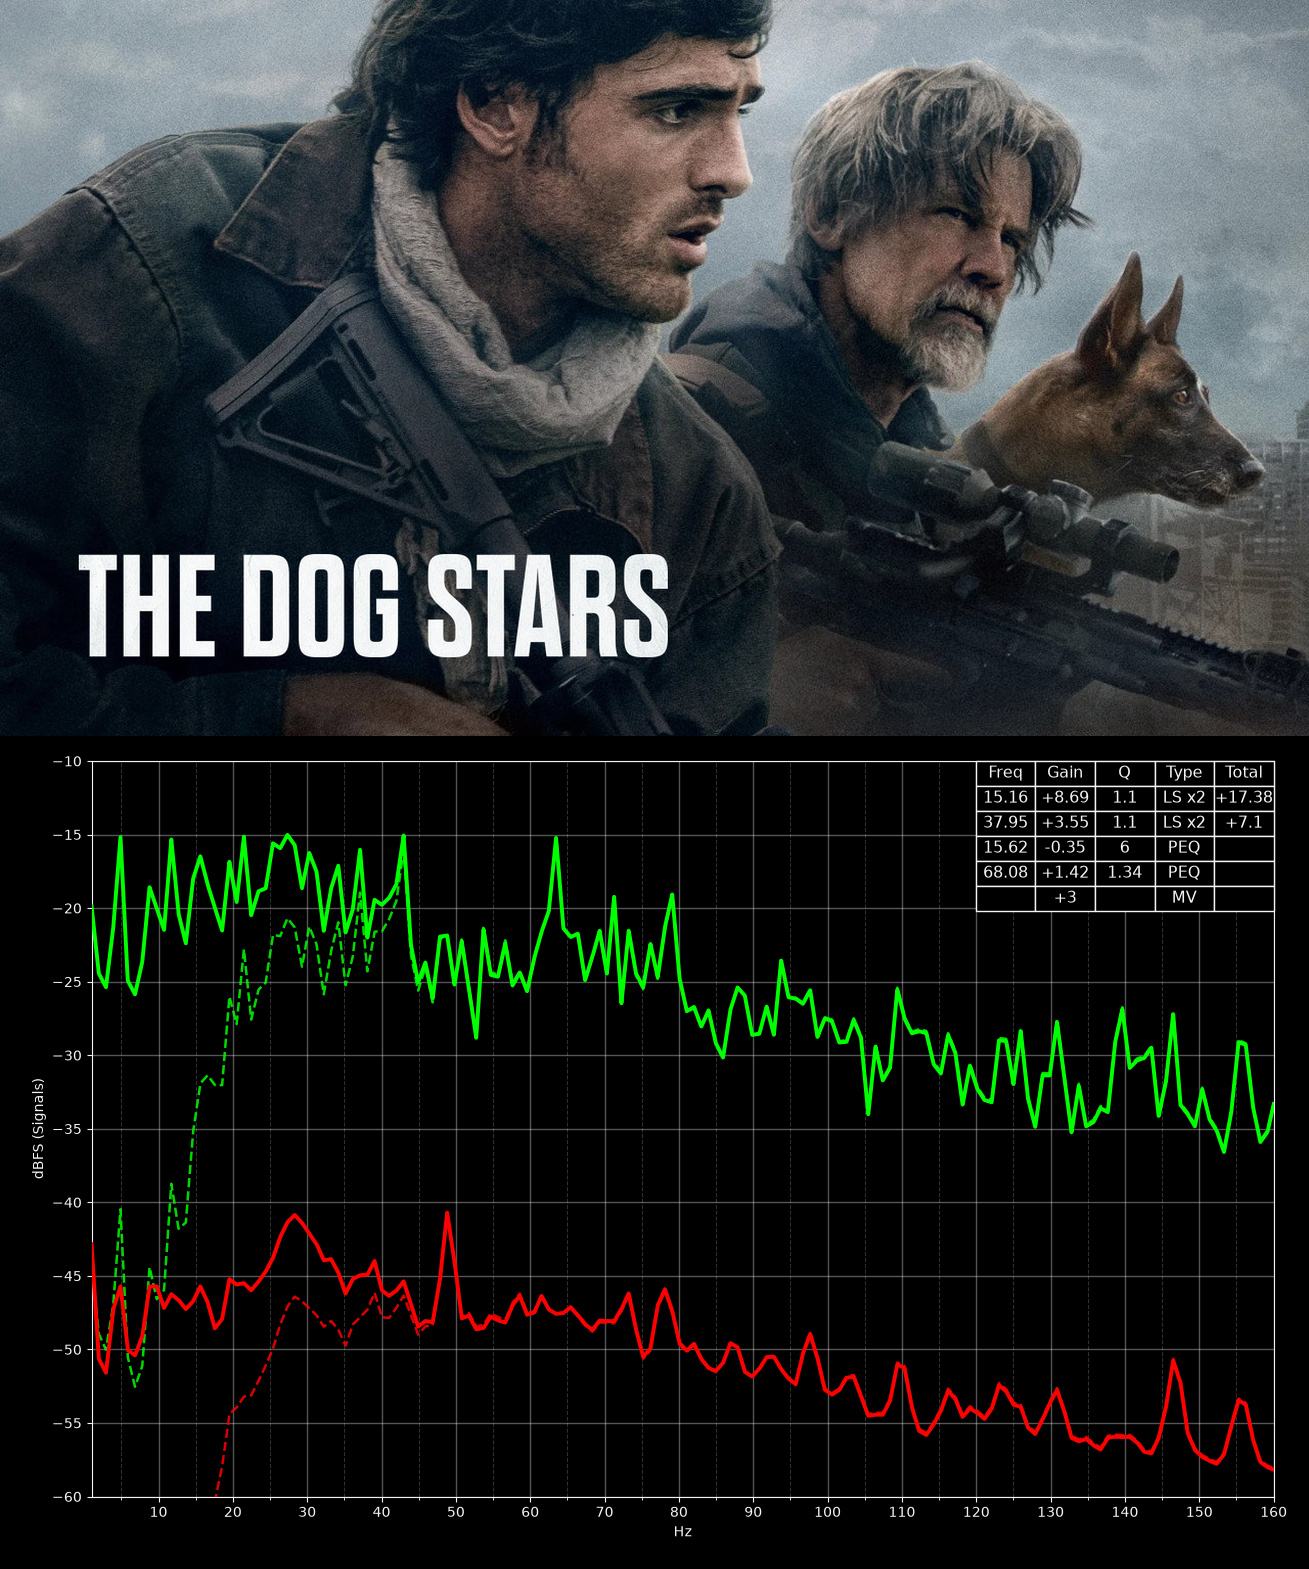 THE DOG STARS
−10
−15
−20
−25
−30
−35
−40
−45
−50
−55
−60
dBFS (Signals)
Freq Gain Q Type Total
15.16 +8.69 1.1 LS x2 +17.38
37.95 +3.55 1.1 LS x2 +7.1
15.62 -0.35 6 PEQ
68.08 +1.42 1.34 PEQ
+3 MV
10 20 30 40 50 60 70 80 90 100 110 120 130 140 150 160
Hz